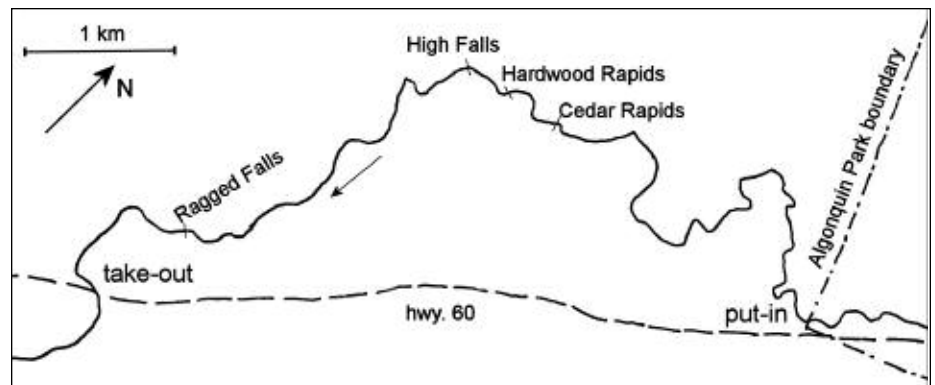 1 km
N
High Falls
Hardwood Rapids
Cedar Rapids
Ragged Falls
Algonquin Park boundary
take-out
hwy. 60
put-in